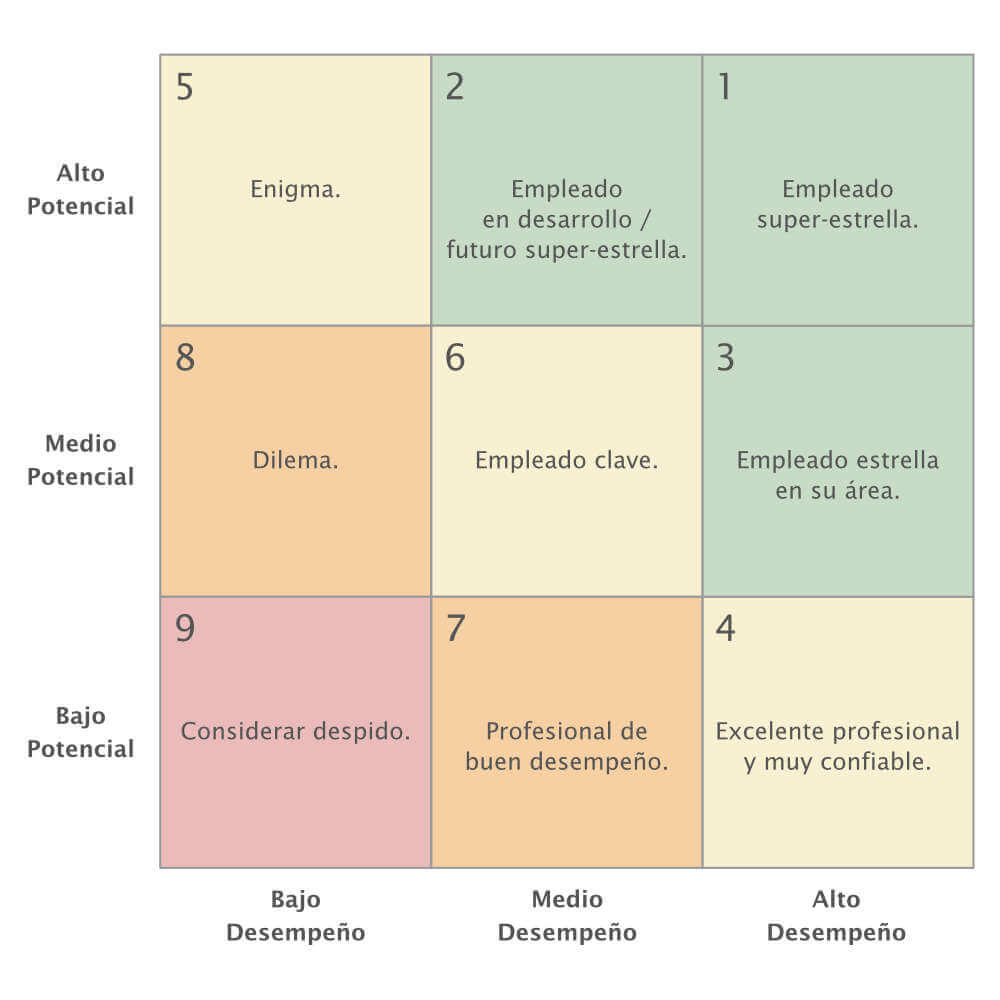 Alto
Potencial
5
Enigma.
2
Empleado
en desarrollo /
futuro super-estrella.
1
Empleado
super-estrella.
Medio
Potencial
8
Dilema.
6
Empleado clave.
3
Empleado estrella
en su área.
Bajo
Potencial
9
Considerar despido.
7
Profesional de
buen desempeño.
4
Excelente profesional
y muy confiable.
Bajo
Desempeño
Medio
Desempeño
Alto
Desempeño